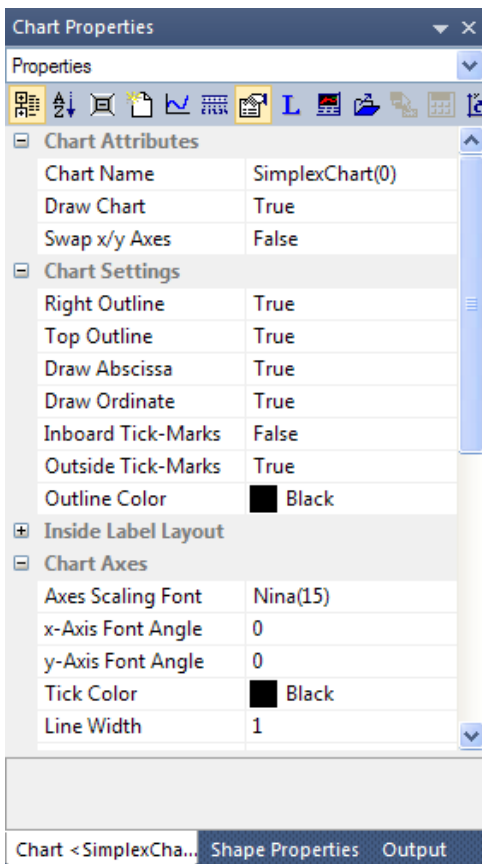 Chart Properties
Properties
L
Chart Attributes
Chart Name SimplexChart(0)
Draw Chart True
Swap x/y Axes False
Chart Settings
Right Outline True
Top Outline True
Draw Abscissa True
Draw Ordinate True
Inboard Tick-Marks False
Outside Tick-Marks True
Outline Color Black
Inside Label Layout
Chart Axes
Axes Scaling Font Nina(15)
x-Axis Font Angle 0
y-Axis Font Angle 0
Tick Color Black
Line Width 1
Chart <SimplexCha... Shape Properties Output